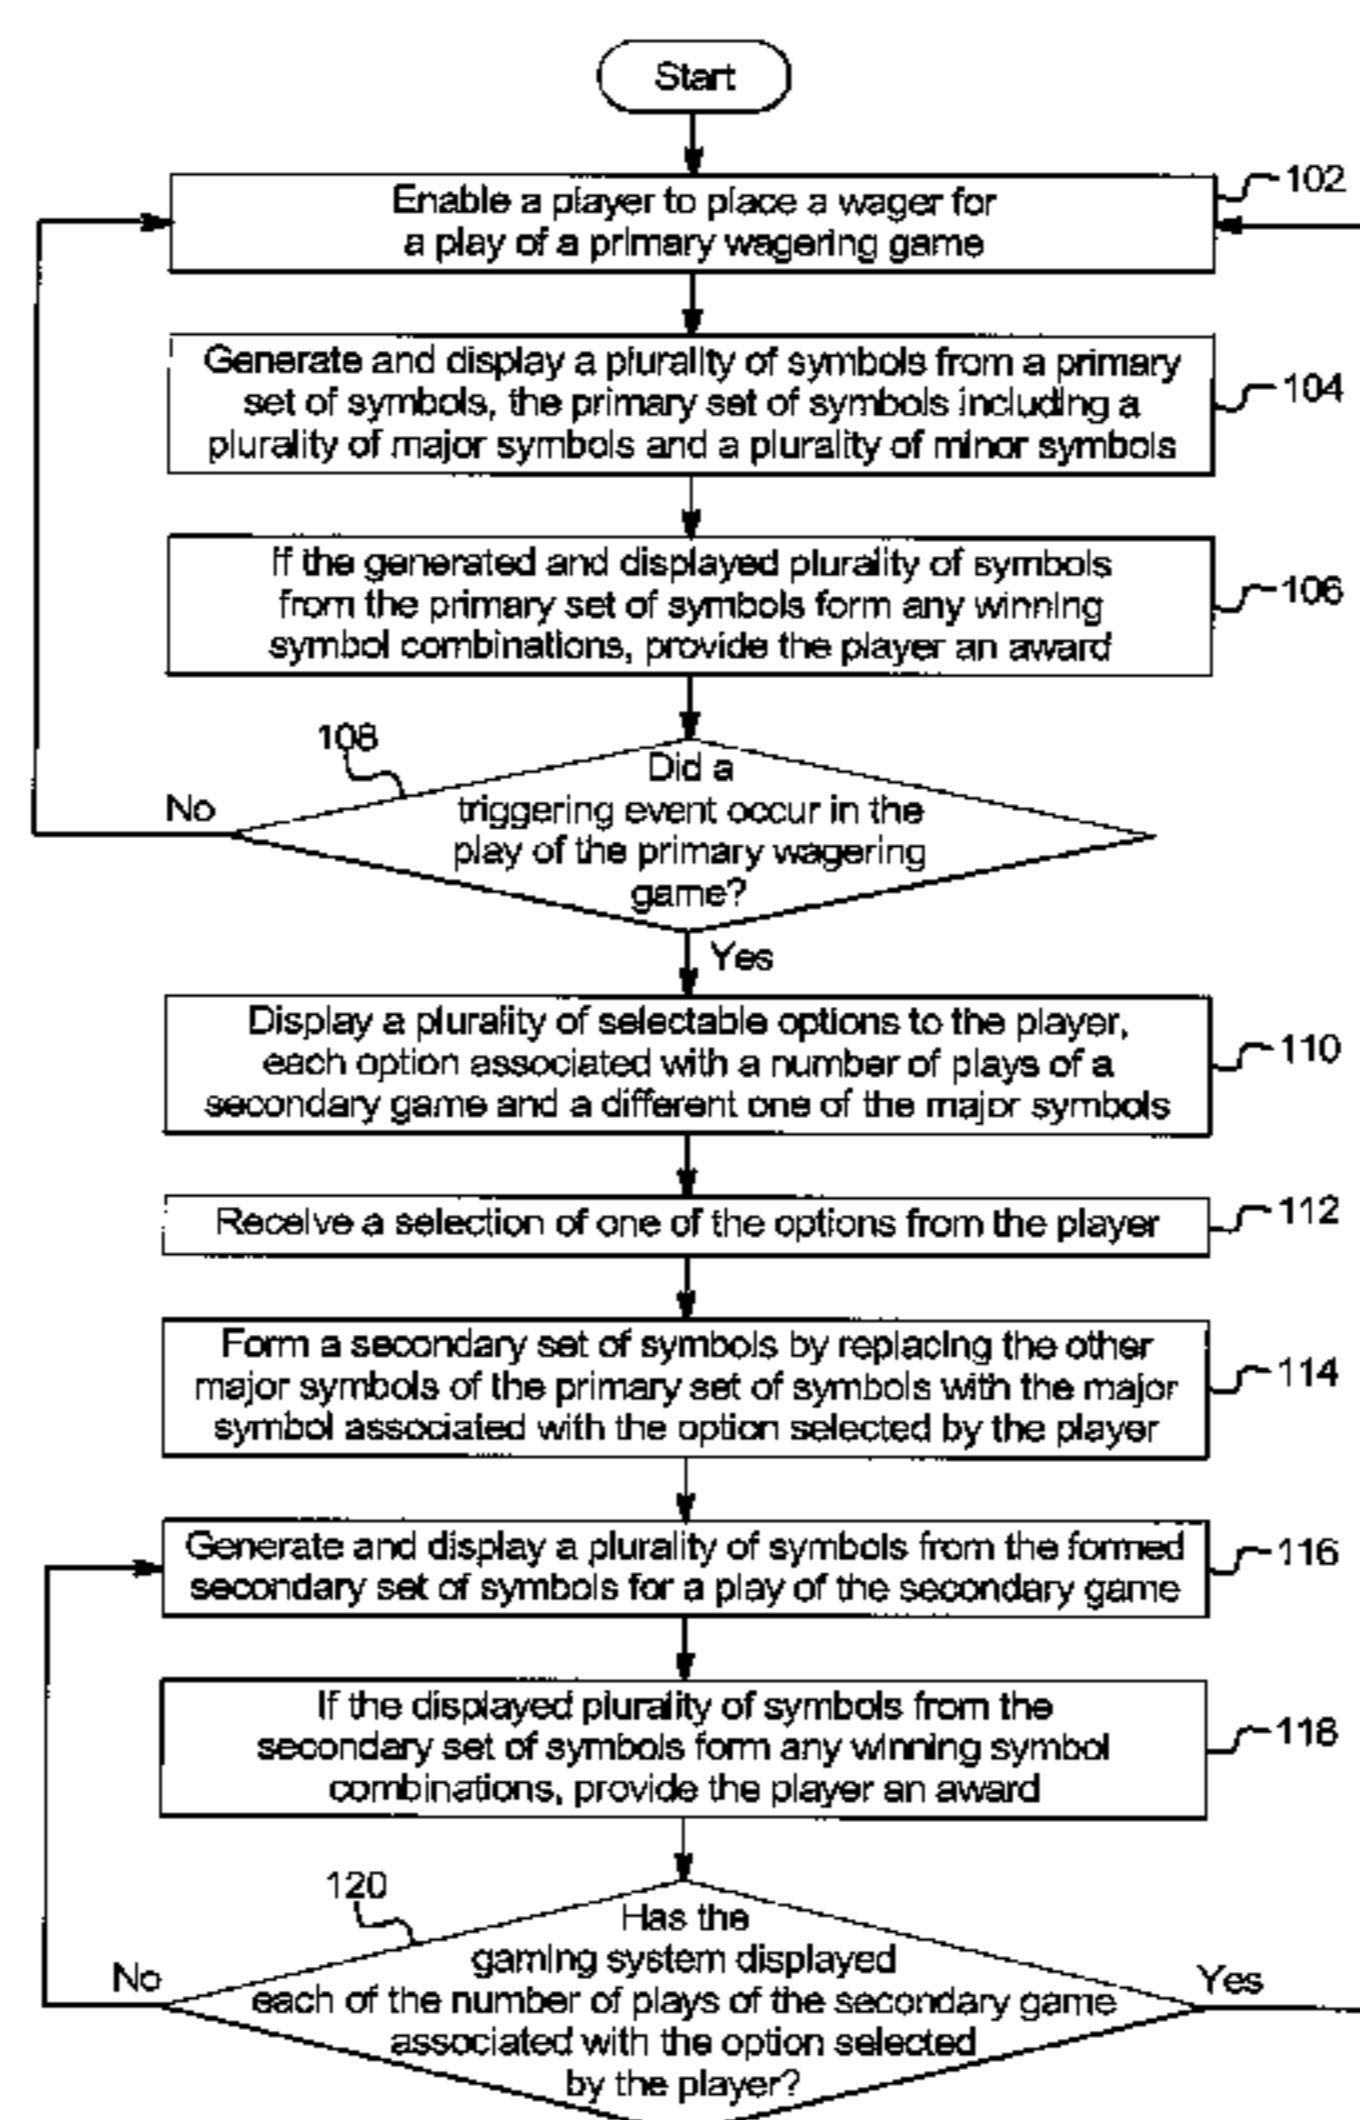 Start
Enable a player to place a wager for
a play of a primary wagering game
102
Generate and display a plurality of symbols from a primary
set of symbols, the primary set of symbols including a
plurality of major symbols and a plurality of minor symbols
104
If the generated and displayed plurality of symbols
from the primary set of symbols form any winning
symbol combinations, provide the player an award
106
108
Did a
triggering event occur in the
play of the primary wagering
game?
No
Yes
Display a plurality of selectable options to the player,
each option associated with a number of plays of a
secondary game and a different one of the major symbols
110
Receive a selection of one of the options from the player
112
Form a secondary set of symbols by replacing the other
major symbols of the primary set of symbols with the major
symbol associated with the option selected by the player
114
Generate and display a plurality of symbols from the formed
secondary set of symbols for a play of the secondary game
116
If the displayed plurality of symbols from the
secondary set of symbols form any winning symbol
combinations, provide the player an award
118
120
Has the
gaming system displayed
each of the number of plays of the secondary game
associated with the option selected
by the player?
No
Yes